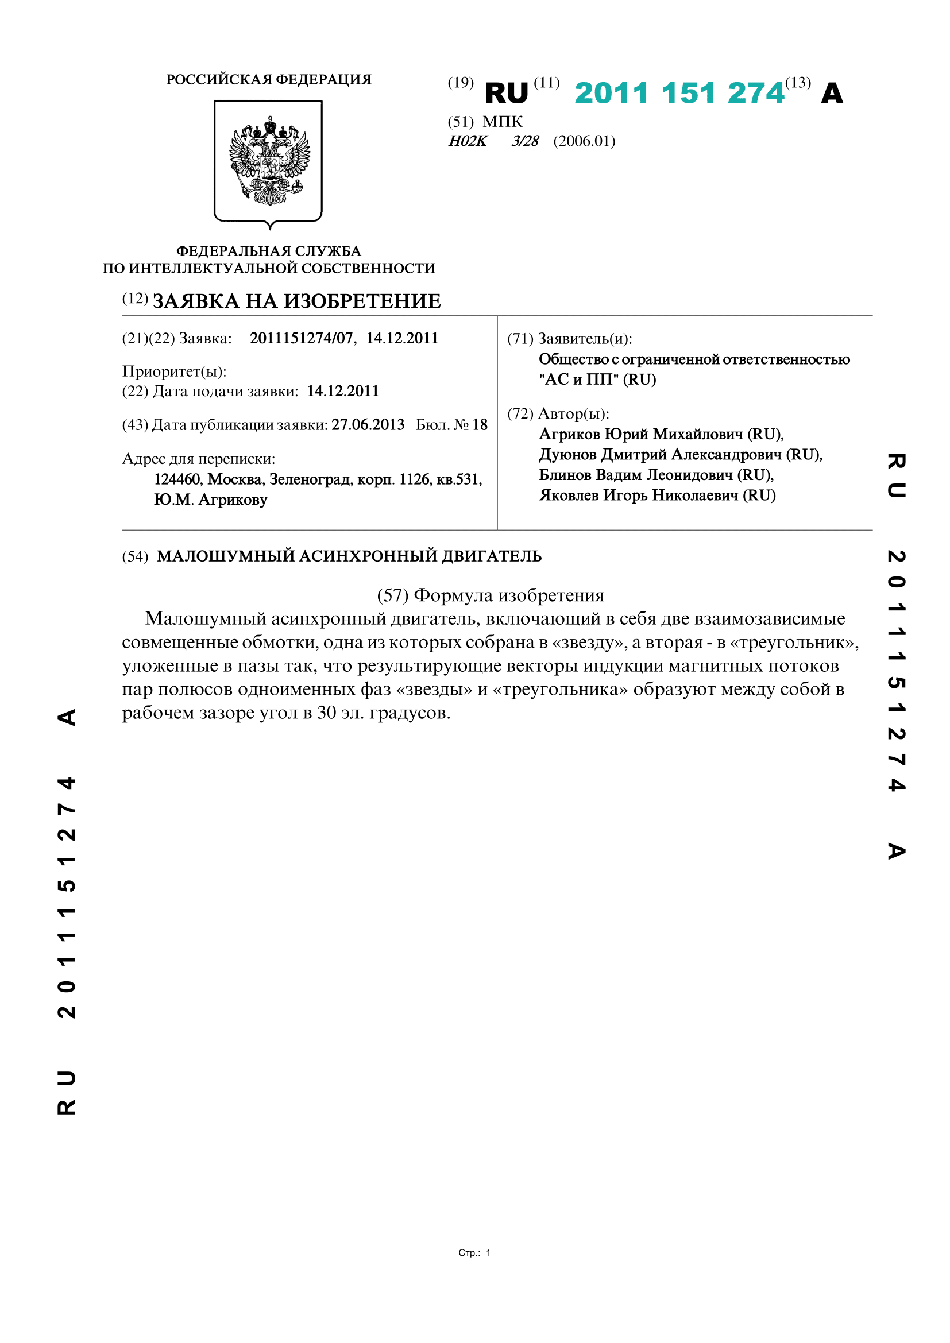 РОССИЙСКАЯ ФЕДЕРАЦИЯ
(19) RU (11) 2011 151 274 (13) A
(51) МПК
H02K 3/28 (2006.01)
ФЕДЕРАЛЬНАЯ СЛУЖБА
ПО ИНТЕЛЛЕКТУАЛЬНОЙ СОБСТВЕННОСТИ
(12) ЗАЯВКА НА ИЗОБРЕТЕНИЕ
(21)(22) Заявка: 2011151274/07, 14.12.2011
Приоритет(ы):
(22) Дата подачи заявки: 14.12.2011
(43) Дата публикации заявки: 27.06.2013 Бюл. № 18
Адрес для переписки:
124460, Москва, Зеленоград, корп. 1126, кв.531,
Ю.М. Агрикову
(71) Заявитель(и):
Общество с ограниченной ответственностью
"АС и ПП" (RU)
(72) Автор(ы):
Агриков Юрий Михайлович (RU),
Дуюнов Дмитрий Александрович (RU),
Блинов Вадим Леонидович (RU),
Яковлев Игорь Николаевич (RU)
(54) МАЛОШУМНЫЙ АСИНХРОННЫЙ ДВИГАТЕЛЬ
(57) Формула изобретения
Малошумный асинхронный двигатель, включающий в себя две взаимозависимые
совмещенные обмотки, одна из которых собрана в «звезду», а вторая - в «треугольник»,
уложенные в пазы так, что результирующие векторы индукции магнитных потоков
пар полюсов одноименных фаз «звезды» и «треугольника» образуют между собой в
рабочем зазоре угол в 30 эл. градусов.
RU 2011151274 A
RU 2011151274 A
Стр.: 1